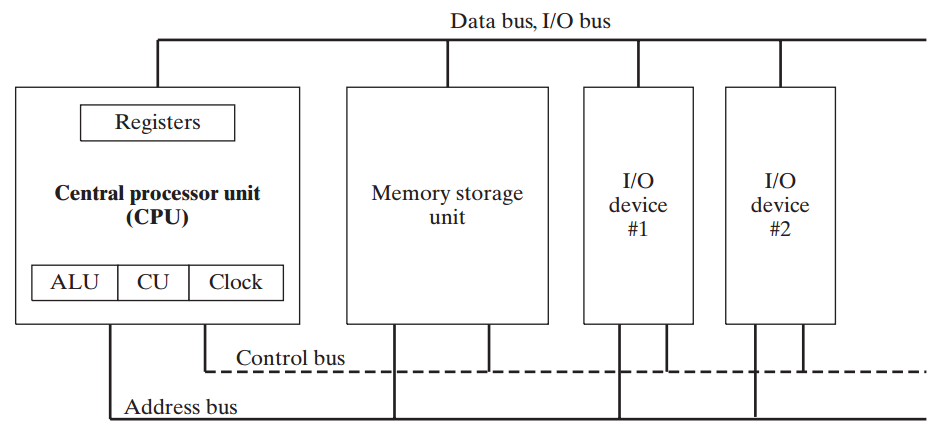 Data bus, I/O bus
Registers
Central processor unit
(CPU)
ALU
CU
Clock
Memory storage
unit
I/O
device
#1
I/O
device
#2
Control bus
Address bus